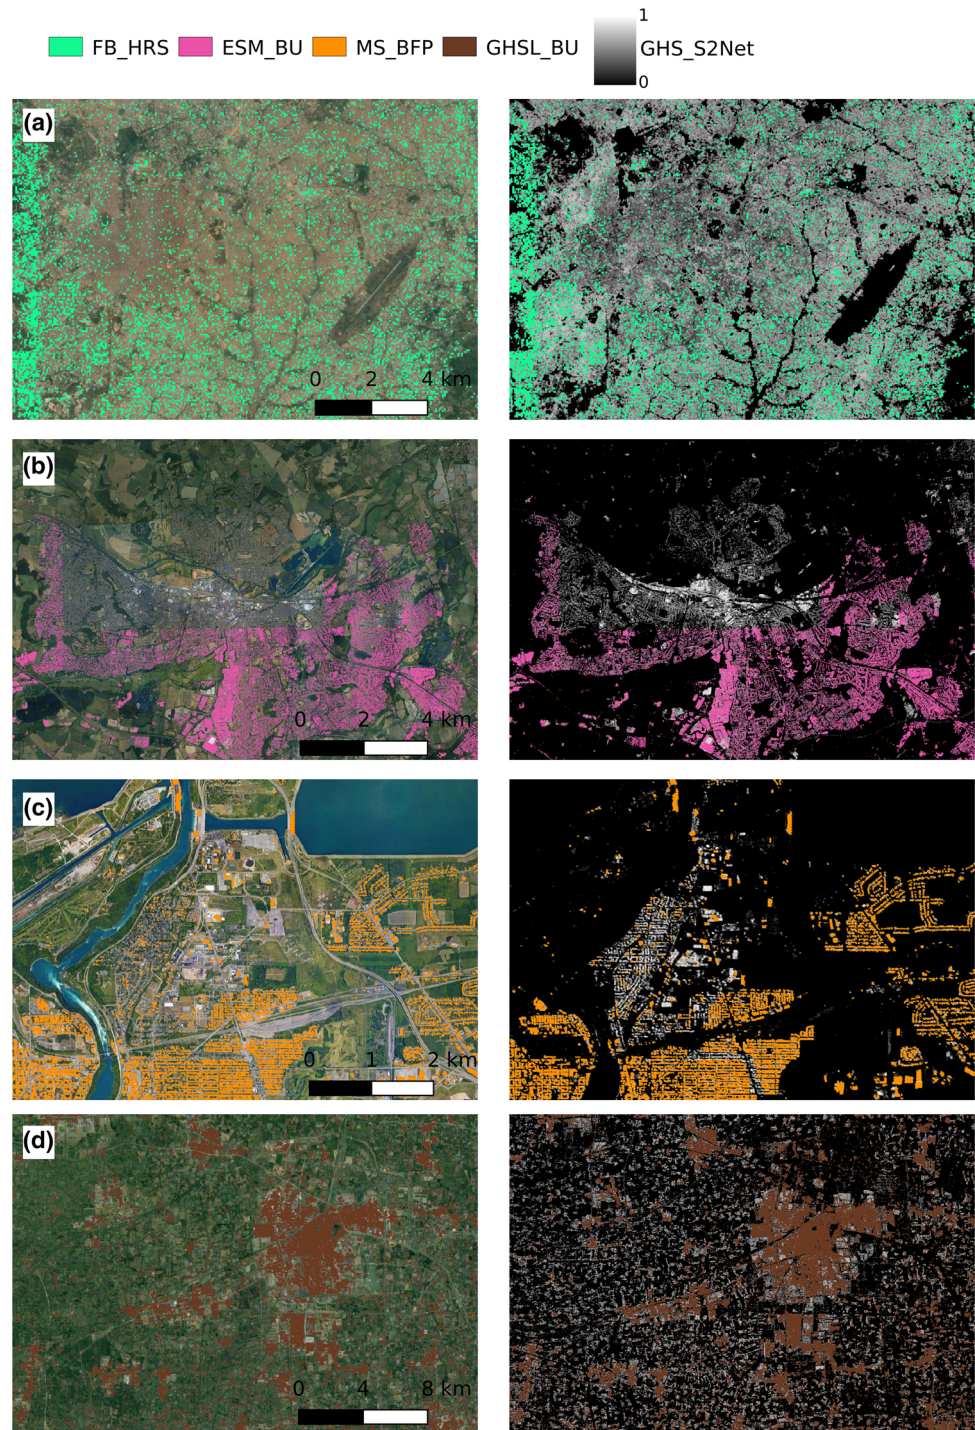 FB_HRS ESM_BU MS_BFP GHSL_BU 1 GHS_S2Net 0
(a)
0 2 4 km
(b)
0 2 4 km
(c)
0 1 2 km
(d)
0 4 8 km